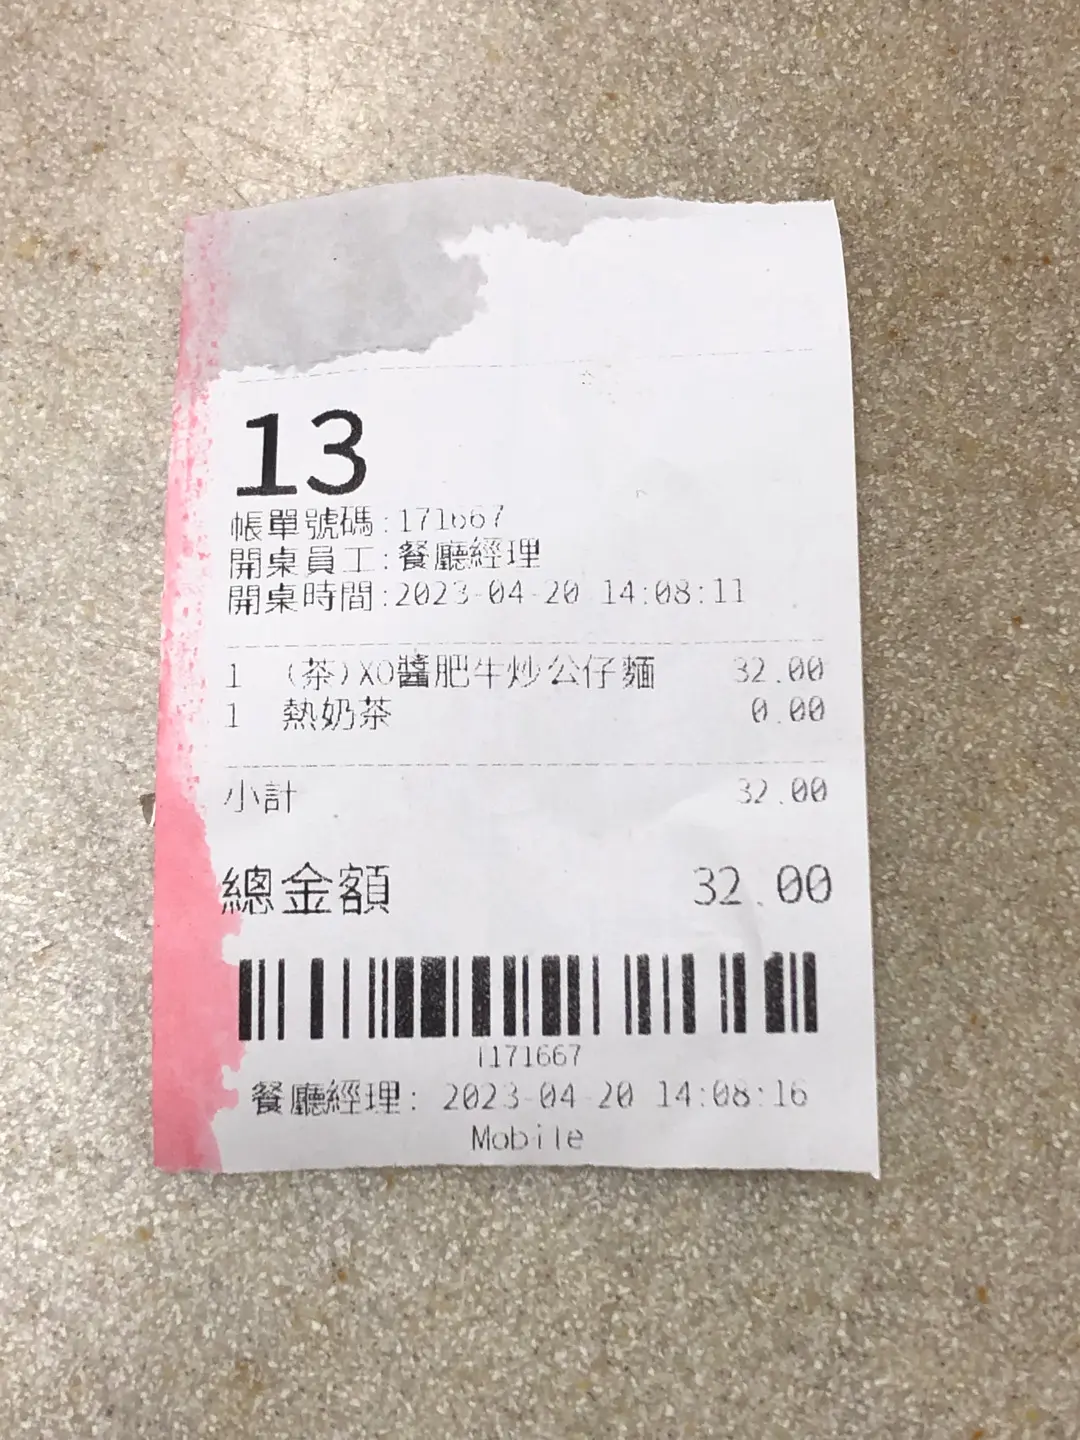 13
帳單號碼:171667
開桌員工:餐廳經理
開桌時間:2023-04-20 14:08:11
1 (茶)XO醬肥牛炒公仔麵 32.00
1 熱奶茶 0.00
小計 32.00
總金額 32.00
i171667
餐廳經理: 2023-04-20 14:08:16
Mobile